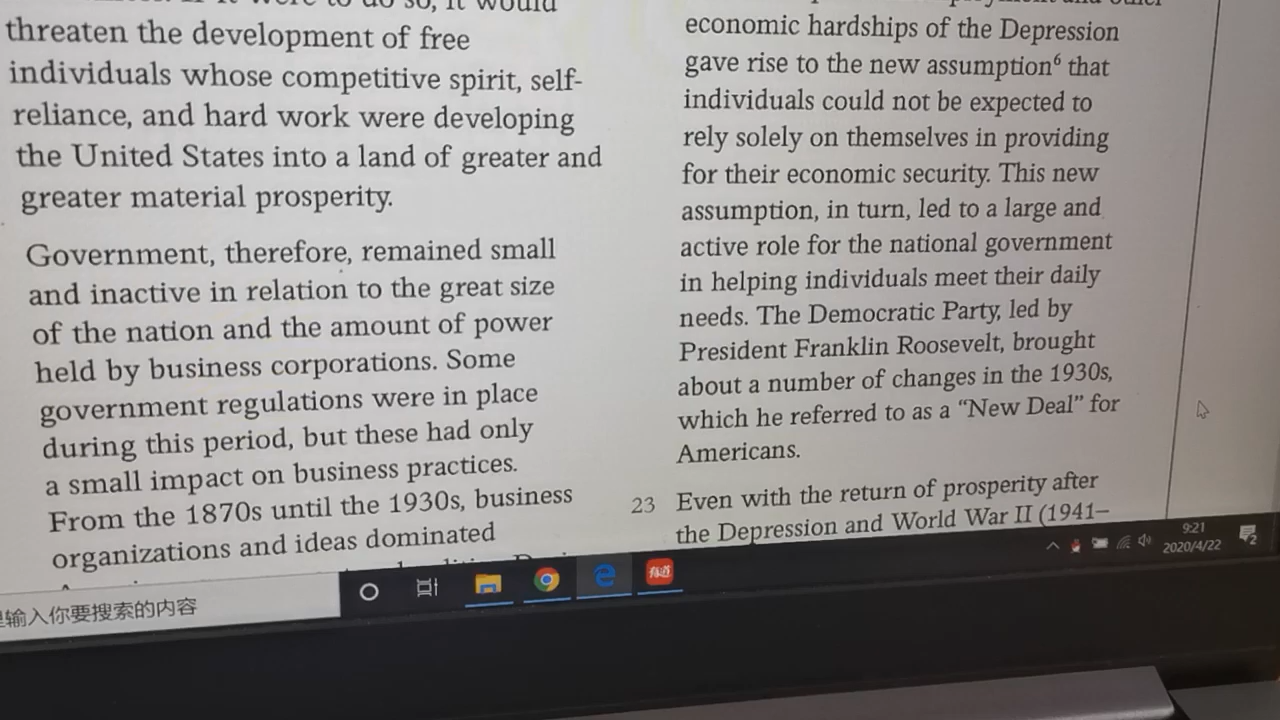 threaten the development of free
individuals whose competitive spirit, self-
reliance, and hard work were developing
the United States into a land of greater and
greater material prosperity.
Government, therefore, remained small
and inactive in relation to the great size
of the nation and the amount of power
held by business corporations. Some
government regulations were in place
during this period, but these had only
a small impact on business practices.
From the 1870s until the 1930s, business
organizations and ideas dominated
economic hardships of the Depression
gave rise to the new assumption⁶ that
individuals could not be expected to
rely solely on themselves in providing
for their economic security. This new
assumption, in turn, led to a large and
active role for the national government
in helping individuals meet their daily
needs. The Democratic Party, led by
President Franklin Roosevelt, brought
about a number of changes in the 1930s,
which he referred to as a “New Deal” for
Americans.
23 Even with the return of prosperity after
the Depression and World War II (1941–
输入你要搜索的内容
有道
9:21
2020/4/22
2